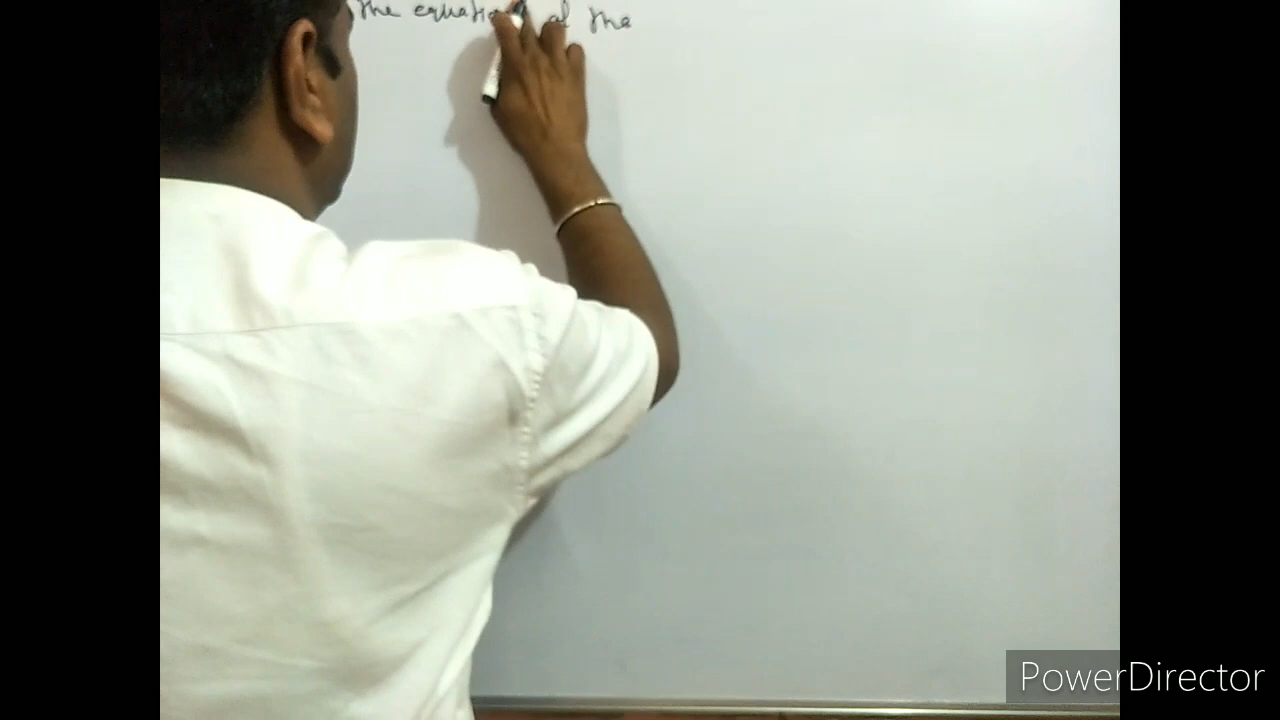 the equation of the
PowerDirector